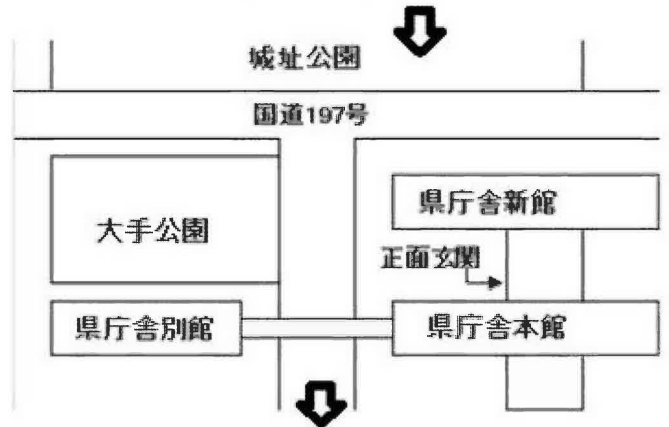 城址公園
国道197号
県庁舎新館
大手公園
正面玄関
県庁舎別館
県庁舎本館